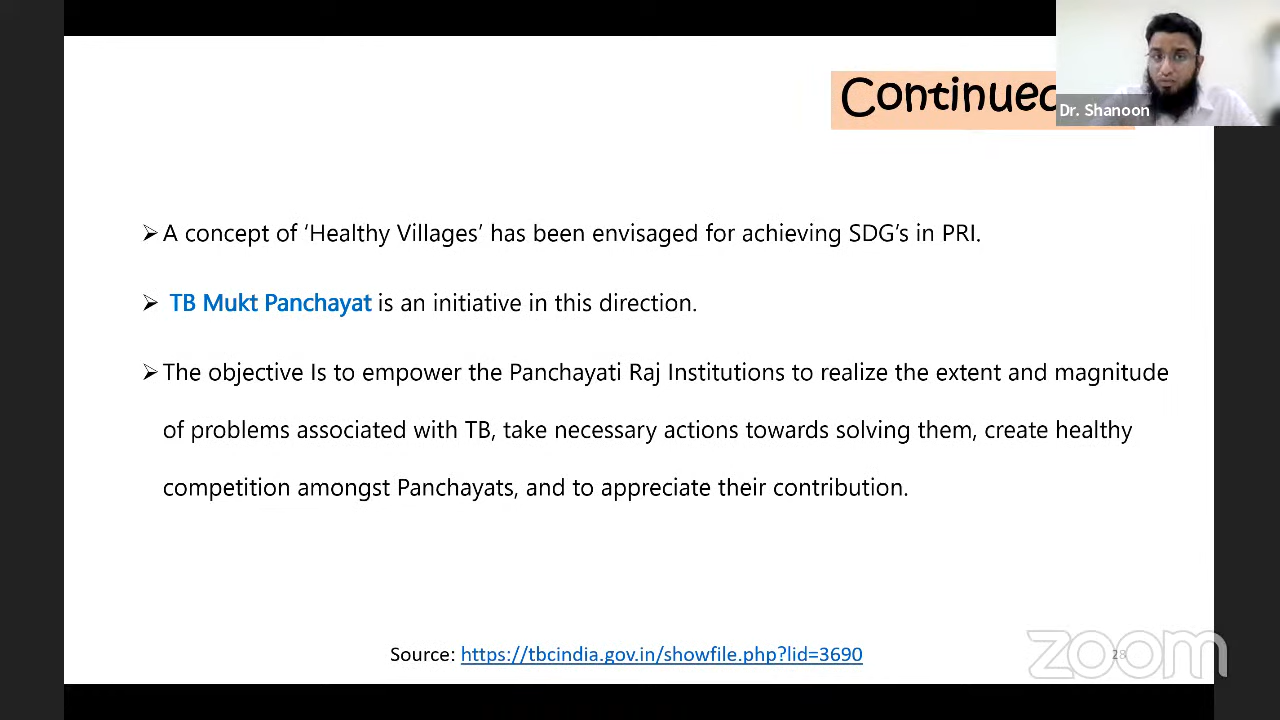 Continued
Dr. Shanoon
➢A concept of ‘Healthy Villages’ has been envisaged for achieving SDG’s in PRI.
➢ TB Mukt Panchayat is an initiative in this direction.
➢The objective Is to empower the Panchayati Raj Institutions to realize the extent and magnitude
of problems associated with TB, take necessary actions towards solving them, create healthy
competition amongst Panchayats, and to appreciate their contribution.
Source: https://tbcindia.gov.in/showfile.php?lid=3690
zoom
28